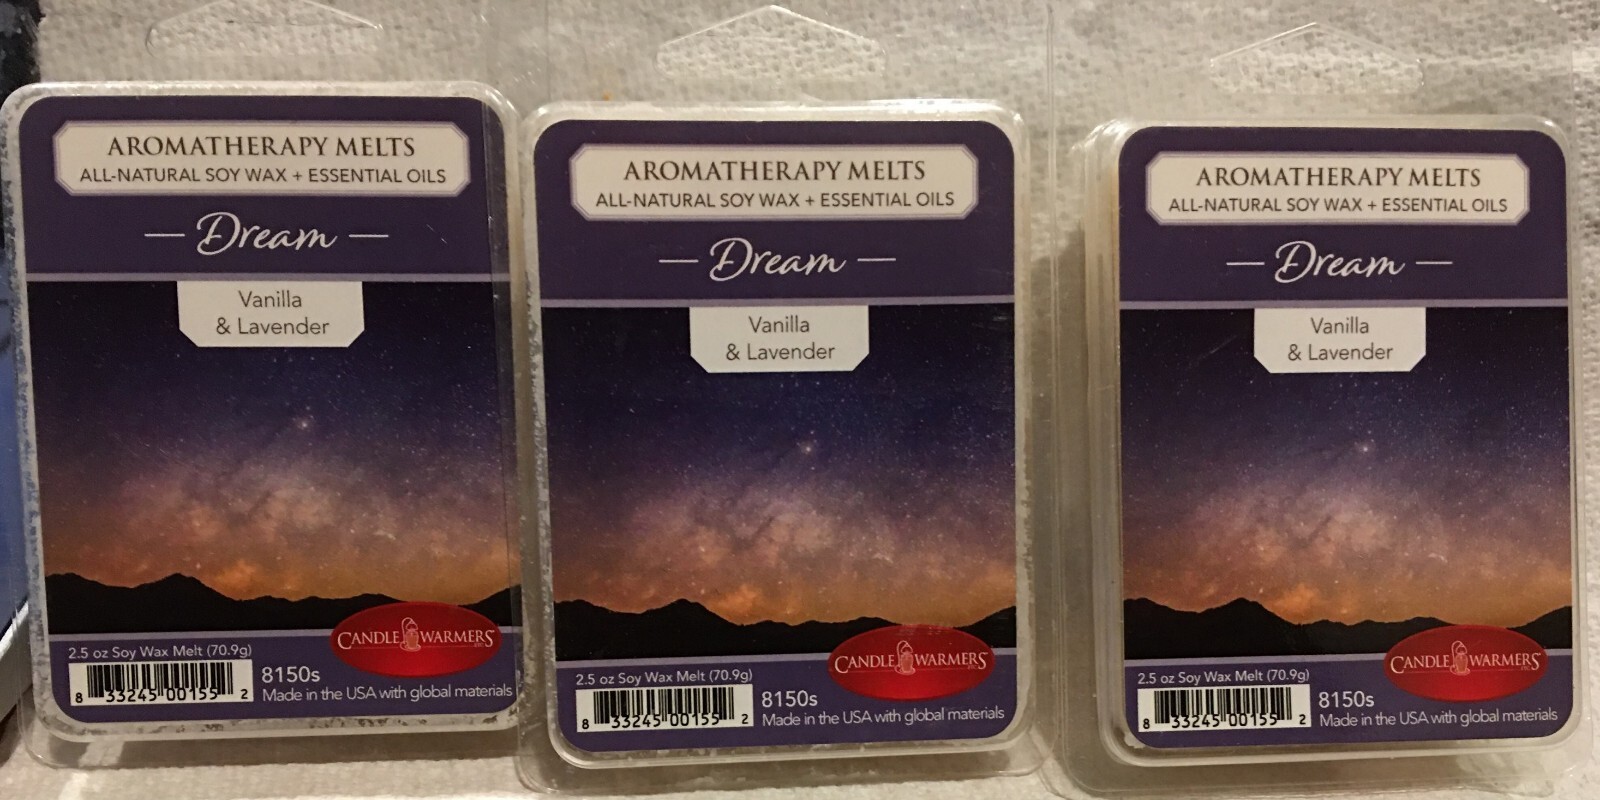 AROMATHERAPY MELTS
ALL-NATURAL SOY WAX + ESSENTIAL OILS
— Dream —
Vanilla
& Lavender
CANDLE WARMERS ETC
2.5 oz Soy Wax Melt (70.9g)
8150s
8 33245 00155 2
Made in the USA with global materials
AROMATHERAPY MELTS
ALL-NATURAL SOY WAX + ESSENTIAL OILS
— Dream —
Vanilla
& Lavender
CANDLE WARMERS ETC
2.5 oz Soy Wax Melt (70.9g)
8150s
8 33245 00155 2
Made in the USA with global materials
AROMATHERAPY MELTS
ALL-NATURAL SOY WAX + ESSENTIAL OILS
— Dream —
Vanilla
& Lavender
CANDLE WARMERS ETC
2.5 oz Soy Wax Melt (70.9g)
8150s
8 33245 00155 2
Made in the USA with global materials